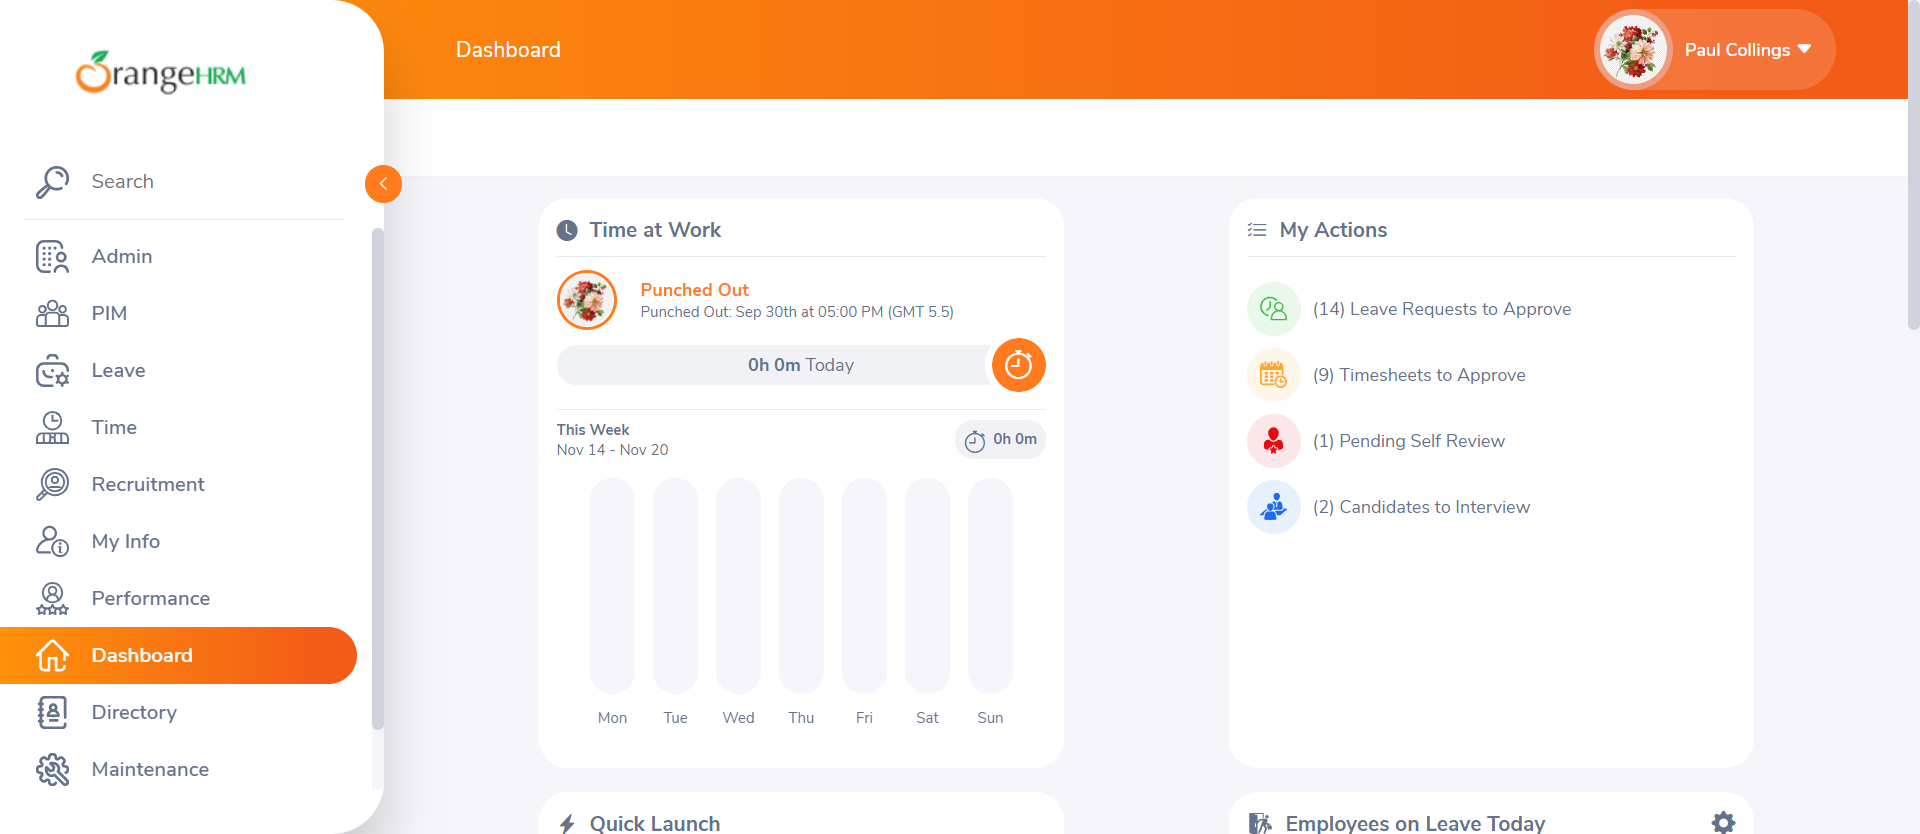 OrangeHRM
Dashboard
Paul Collings
Search
Admin
PIM
Leave
Time
Recruitment
My Info
Performance
Dashboard
Directory
Maintenance
Time at Work
Punched Out
Punched Out: Sep 30th at 05:00 PM (GMT 5.5)
0h 0m Today
This Week
Nov 14 - Nov 20
0h 0m
Mon Tue Wed Thu Fri Sat Sun
My Actions
(14) Leave Requests to Approve
(9) Timesheets to Approve
(1) Pending Self Review
(2) Candidates to Interview
Quick Launch
Employees on Leave Today